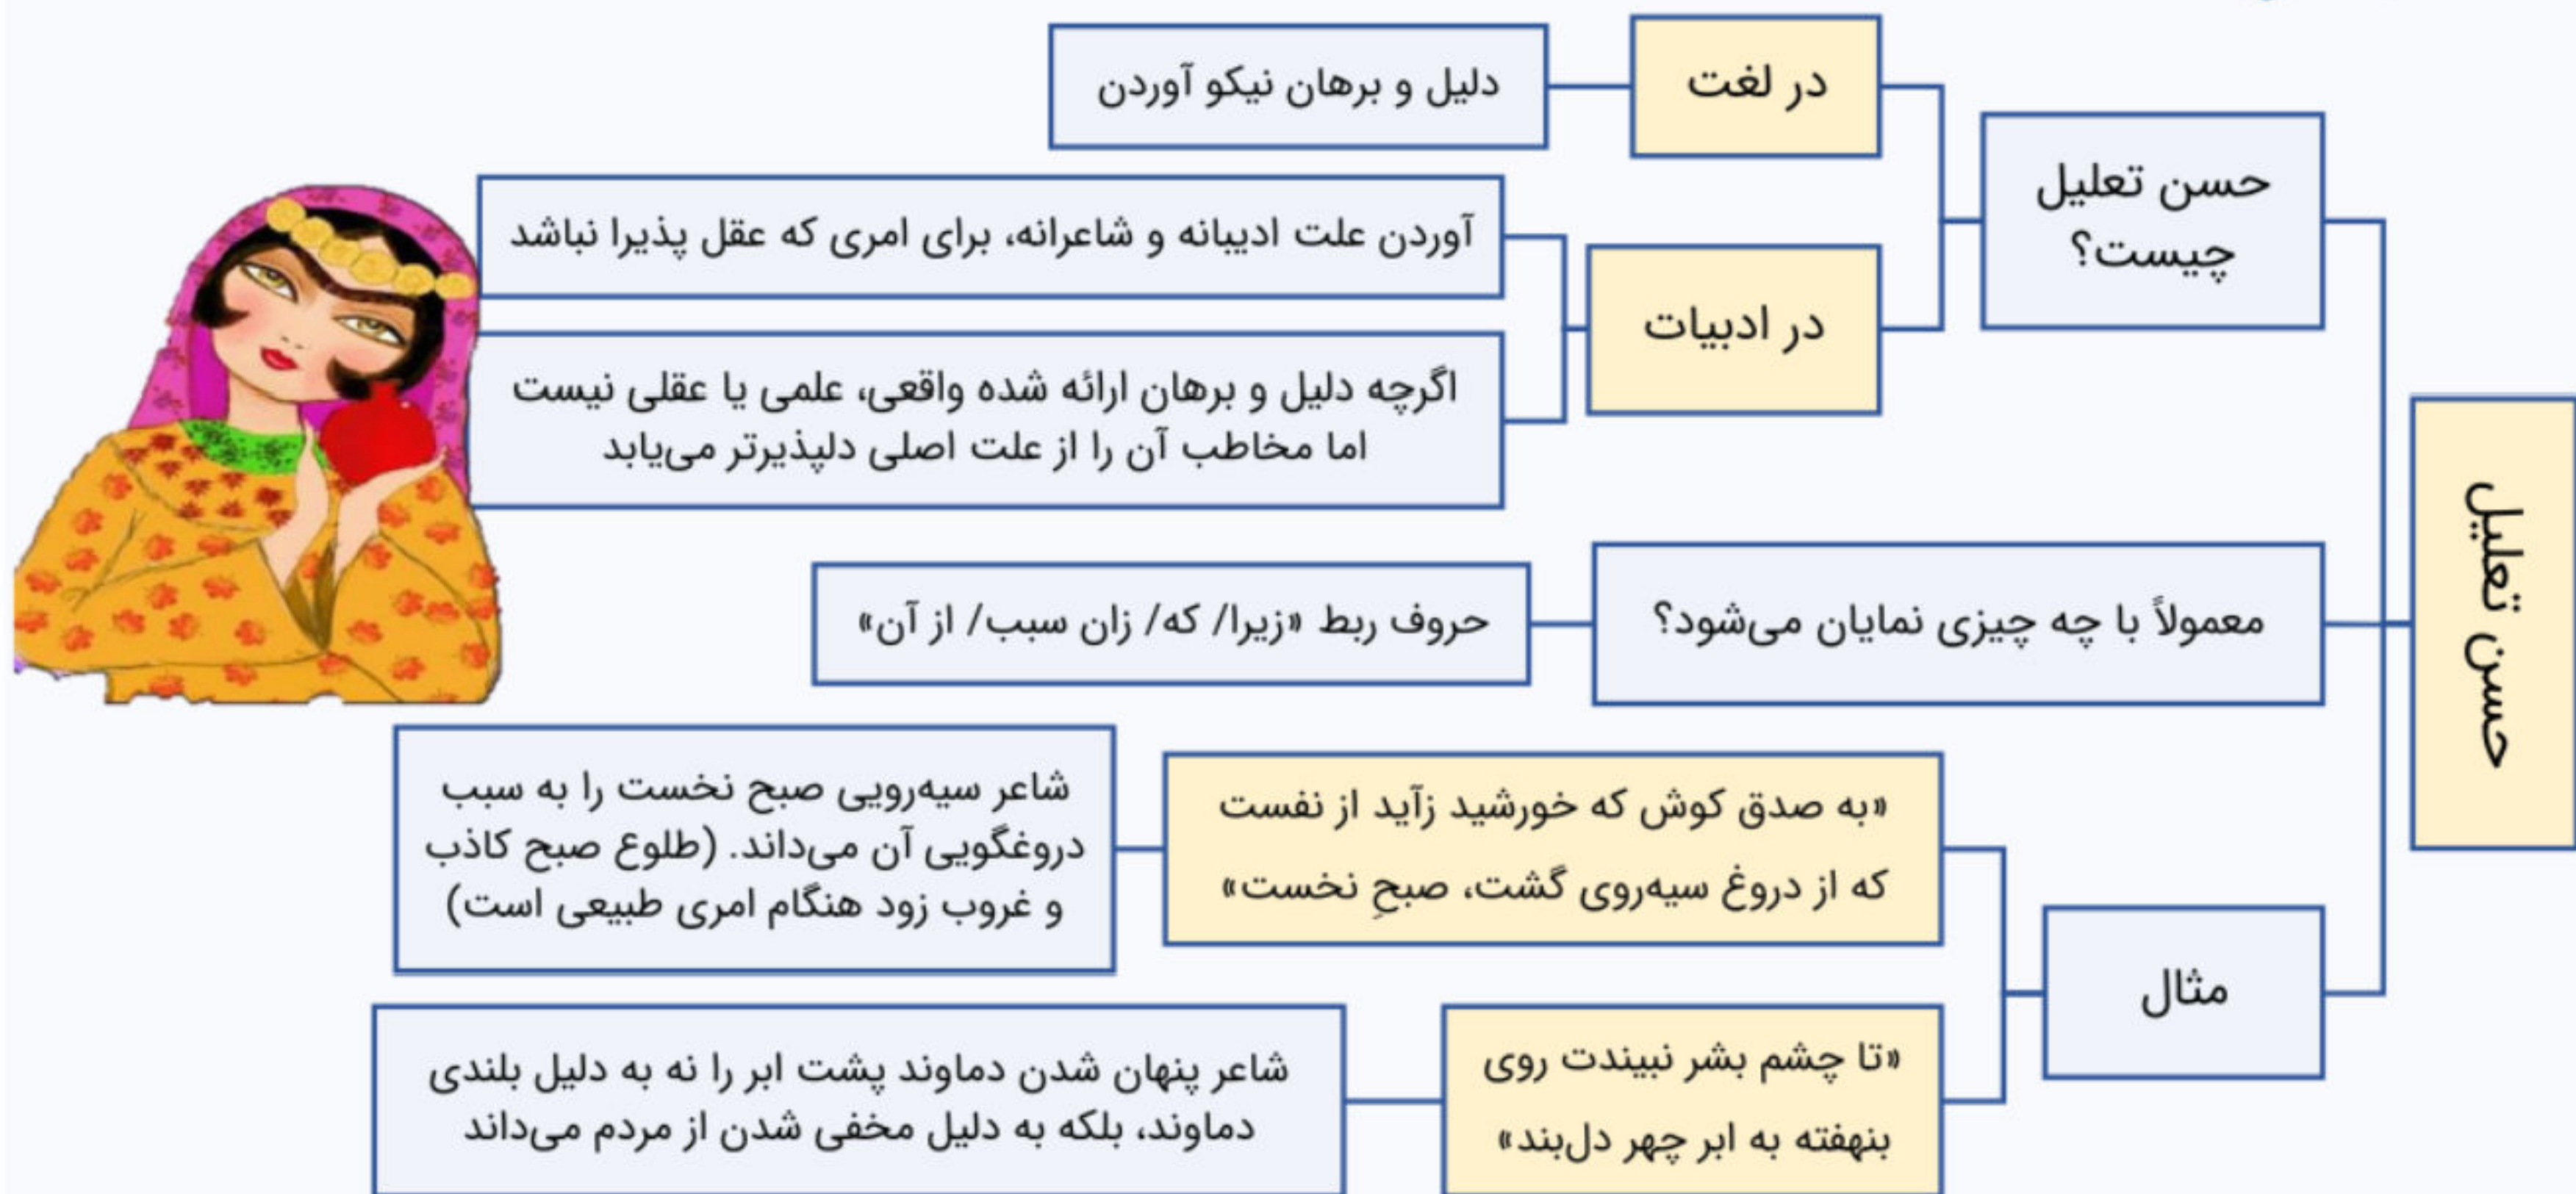 حسن تعلیل
حسن تعلیل
چیست؟
در لغت
دلیل و برهان نیکو آوردن
در ادبیات
آوردن علت ادیبانه و شاعرانه، برای امری که عقل پذیرا نباشد
اگرچه دلیل و برهان ارائه شده واقعی، علمی یا عقلی نیست
اما مخاطب آن را از علت اصلی دلپذیرتر می‌یابد
معمولاً با چه چیزی نمایان می‌شود؟
حروف ربط «زیرا/ که/ زان سبب/ از آن»
مثال
«به صدق کوش که خورشید زآید از نفست
که از دروغ سیه‌روی گشت، صبحِ نخست»
شاعر سیه‌رویی صبح نخست را به سبب
دروغگویی آن می‌داند. (طلوع صبح کاذب
و غروب زود هنگام امری طبیعی است)
«تا چشم بشر نبیندت روی
بنهفته به ابر چهر دل‌بند»
شاعر پنهان شدن دماوند پشت ابر را نه به دلیل بلندی
دماوند، بلکه به دلیل مخفی شدن از مردم می‌داند